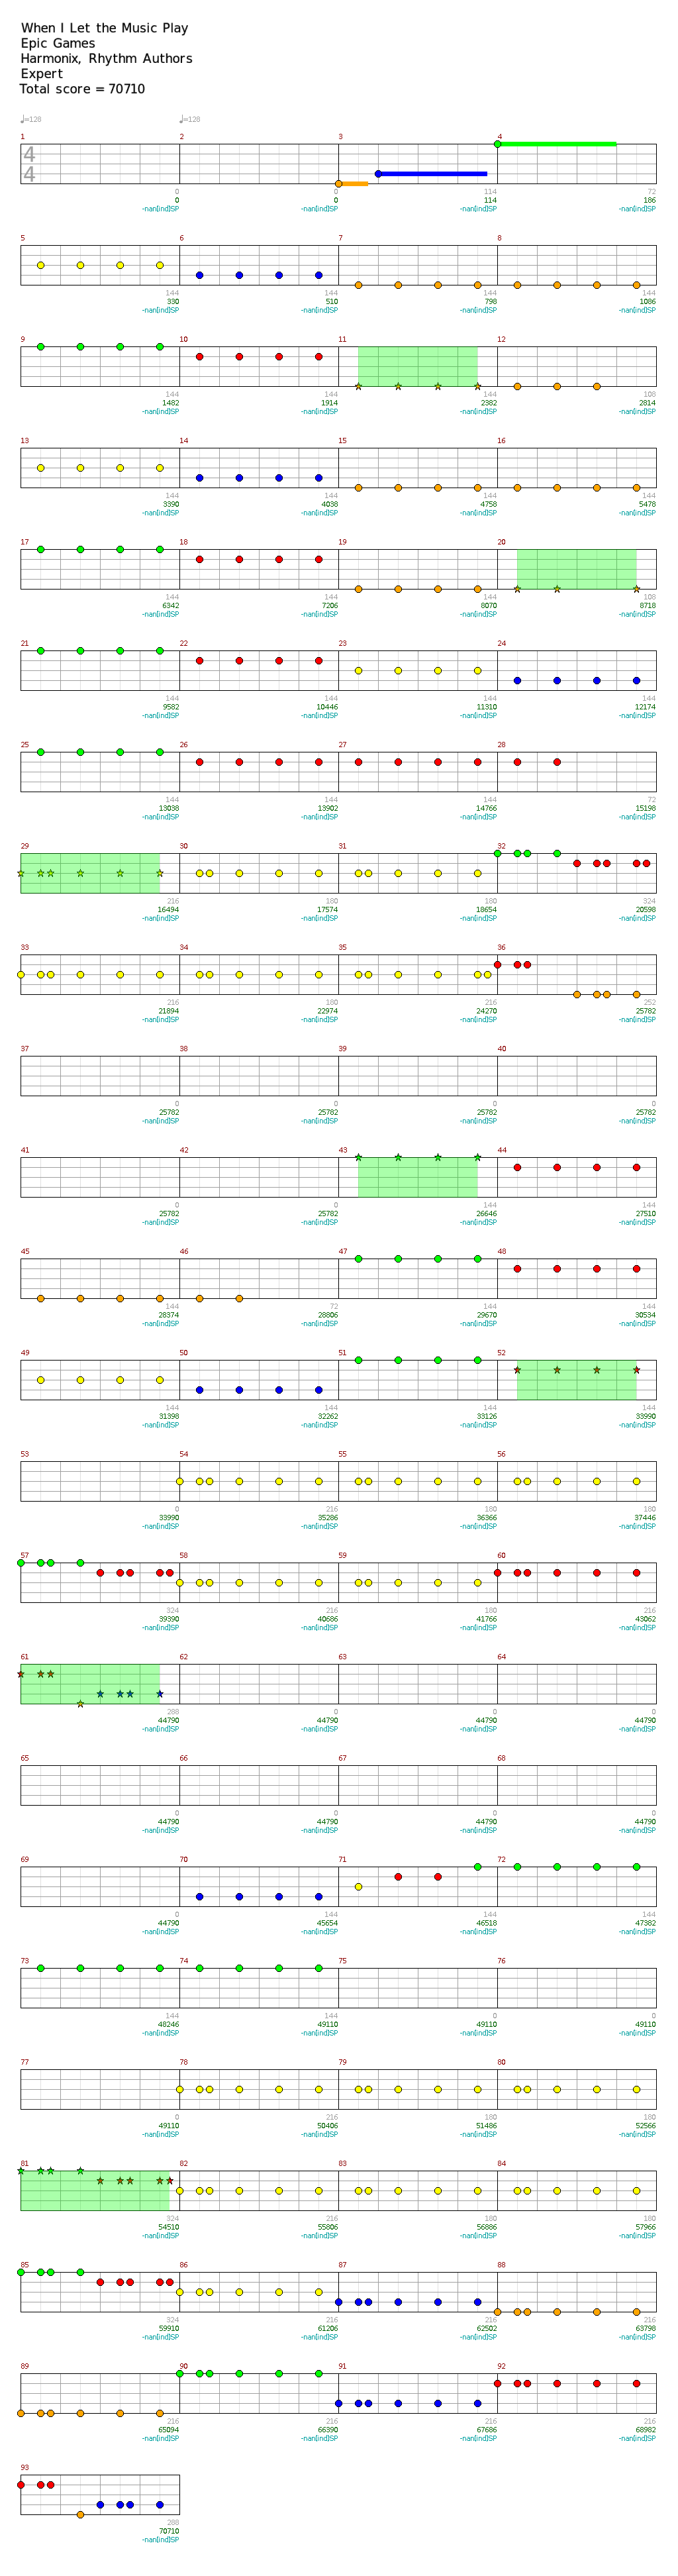 When I Let the Music Play
Epic Games
Harmonix, Rhythm Authors
Expert
Total score = 70710
♩=128 ♩=128
1 2 3 4
4
4
0 0 114 72
0 0 114 186
-nan(ind)SP -nan(ind)SP -nan(ind)SP -nan(ind)SP
5 6 7 8
144 144 144 144
330 510 798 1086
-nan(ind)SP -nan(ind)SP -nan(ind)SP -nan(ind)SP
9 10 11 12
144 144 144 108
1482 1914 2382 2814
-nan(ind)SP -nan(ind)SP -nan(ind)SP -nan(ind)SP
13 14 15 16
144 144 144 144
3390 4038 4758 5478
-nan(ind)SP -nan(ind)SP -nan(ind)SP -nan(ind)SP
17 18 19 20
144 144 144 108
6342 7206 8070 8718
-nan(ind)SP -nan(ind)SP -nan(ind)SP -nan(ind)SP
21 22 23 24
144 144 144 144
9582 10446 11310 12174
-nan(ind)SP -nan(ind)SP -nan(ind)SP -nan(ind)SP
25 26 27 28
144 144 144 72
13038 13902 14766 15198
-nan(ind)SP -nan(ind)SP -nan(ind)SP -nan(ind)SP
29 30 31 32
216 180 180 324
16494 17574 18654 20598
-nan(ind)SP -nan(ind)SP -nan(ind)SP -nan(ind)SP
33 34 35 36
216 180 216 252
21894 22974 24270 25782
-nan(ind)SP -nan(ind)SP -nan(ind)SP -nan(ind)SP
37 38 39 40
0 0 0 0
25782 25782 25782 25782
-nan(ind)SP -nan(ind)SP -nan(ind)SP -nan(ind)SP
41 42 43 44
0 0 144 144
25782 25782 26646 27510
-nan(ind)SP -nan(ind)SP -nan(ind)SP -nan(ind)SP
45 46 47 48
144 72 144 144
28374 28806 29670 30534
-nan(ind)SP -nan(ind)SP -nan(ind)SP -nan(ind)SP
49 50 51 52
144 144 144 144
31398 32262 33126 33990
-nan(ind)SP -nan(ind)SP -nan(ind)SP -nan(ind)SP
53 54 55 56
0 216 180 180
33990 35286 36366 37446
-nan(ind)SP -nan(ind)SP -nan(ind)SP -nan(ind)SP
57 58 59 60
324 216 180 216
39390 40686 41766 43062
-nan(ind)SP -nan(ind)SP -nan(ind)SP -nan(ind)SP
61 62 63 64
288 0 0 0
44790 44790 44790 44790
-nan(ind)SP -nan(ind)SP -nan(ind)SP -nan(ind)SP
65 66 67 68
0 0 0 0
44790 44790 44790 44790
-nan(ind)SP -nan(ind)SP -nan(ind)SP -nan(ind)SP
69 70 71 72
0 144 144 144
44790 45654 46518 47382
-nan(ind)SP -nan(ind)SP -nan(ind)SP -nan(ind)SP
73 74 75 76
144 144 0 0
48246 49110 49110 49110
-nan(ind)SP -nan(ind)SP -nan(ind)SP -nan(ind)SP
77 78 79 80
0 216 180 180
49110 50406 51486 52566
-nan(ind)SP -nan(ind)SP -nan(ind)SP -nan(ind)SP
81 82 83 84
324 216 180 180
54510 55806 56886 57966
-nan(ind)SP -nan(ind)SP -nan(ind)SP -nan(ind)SP
85 86 87 88
324 216 216 216
59910 61206 62502 63798
-nan(ind)SP -nan(ind)SP -nan(ind)SP -nan(ind)SP
89 90 91 92
216 216 216 216
65094 66390 67686 68982
-nan(ind)SP -nan(ind)SP -nan(ind)SP -nan(ind)SP
93
288
70710
-nan(ind)SP